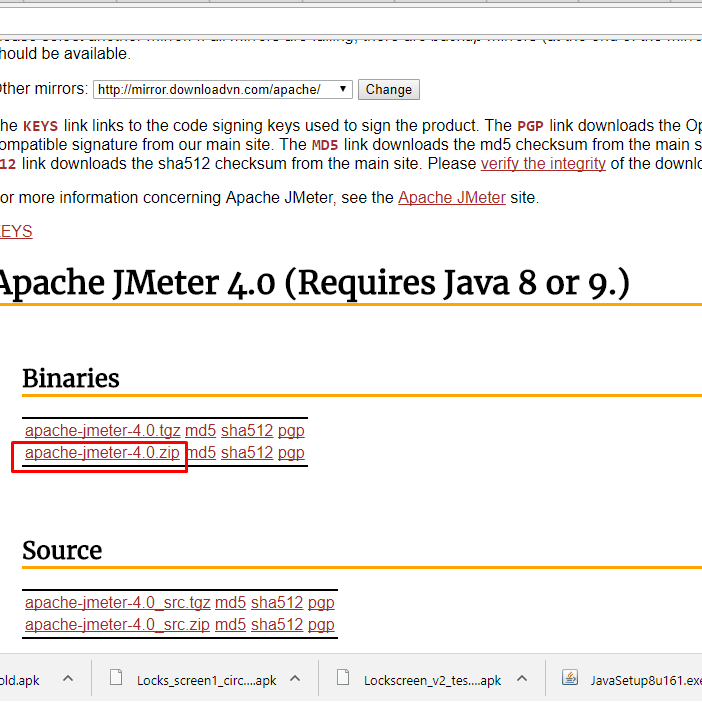 hould be available.
ther mirrors: http://mirror.downloadvn.com/apache/ Change
he KEYS link links to the code signing keys used to sign the product. The PGP link downloads the Op
ompatible signature from our main site. The MD5 link downloads the md5 checksum from the main s
12 link downloads the sha512 checksum from the main site. Please verify the integrity of the downlo
or more information concerning Apache JMeter, see the Apache JMeter site.
EYS
Apache JMeter 4.0 (Requires Java 8 or 9.)
Binaries
apache-jmeter-4.0.tgz md5 sha512 pgp
apache-jmeter-4.0.zip md5 sha512 pgp
Source
apache-jmeter-4.0_src.tgz md5 sha512 pgp
apache-jmeter-4.0_src.zip md5 sha512 pgp
old.apk Locks_screen1_circ....apk Lockscreen_v2_tes....apk JavaSetup8u161.exe